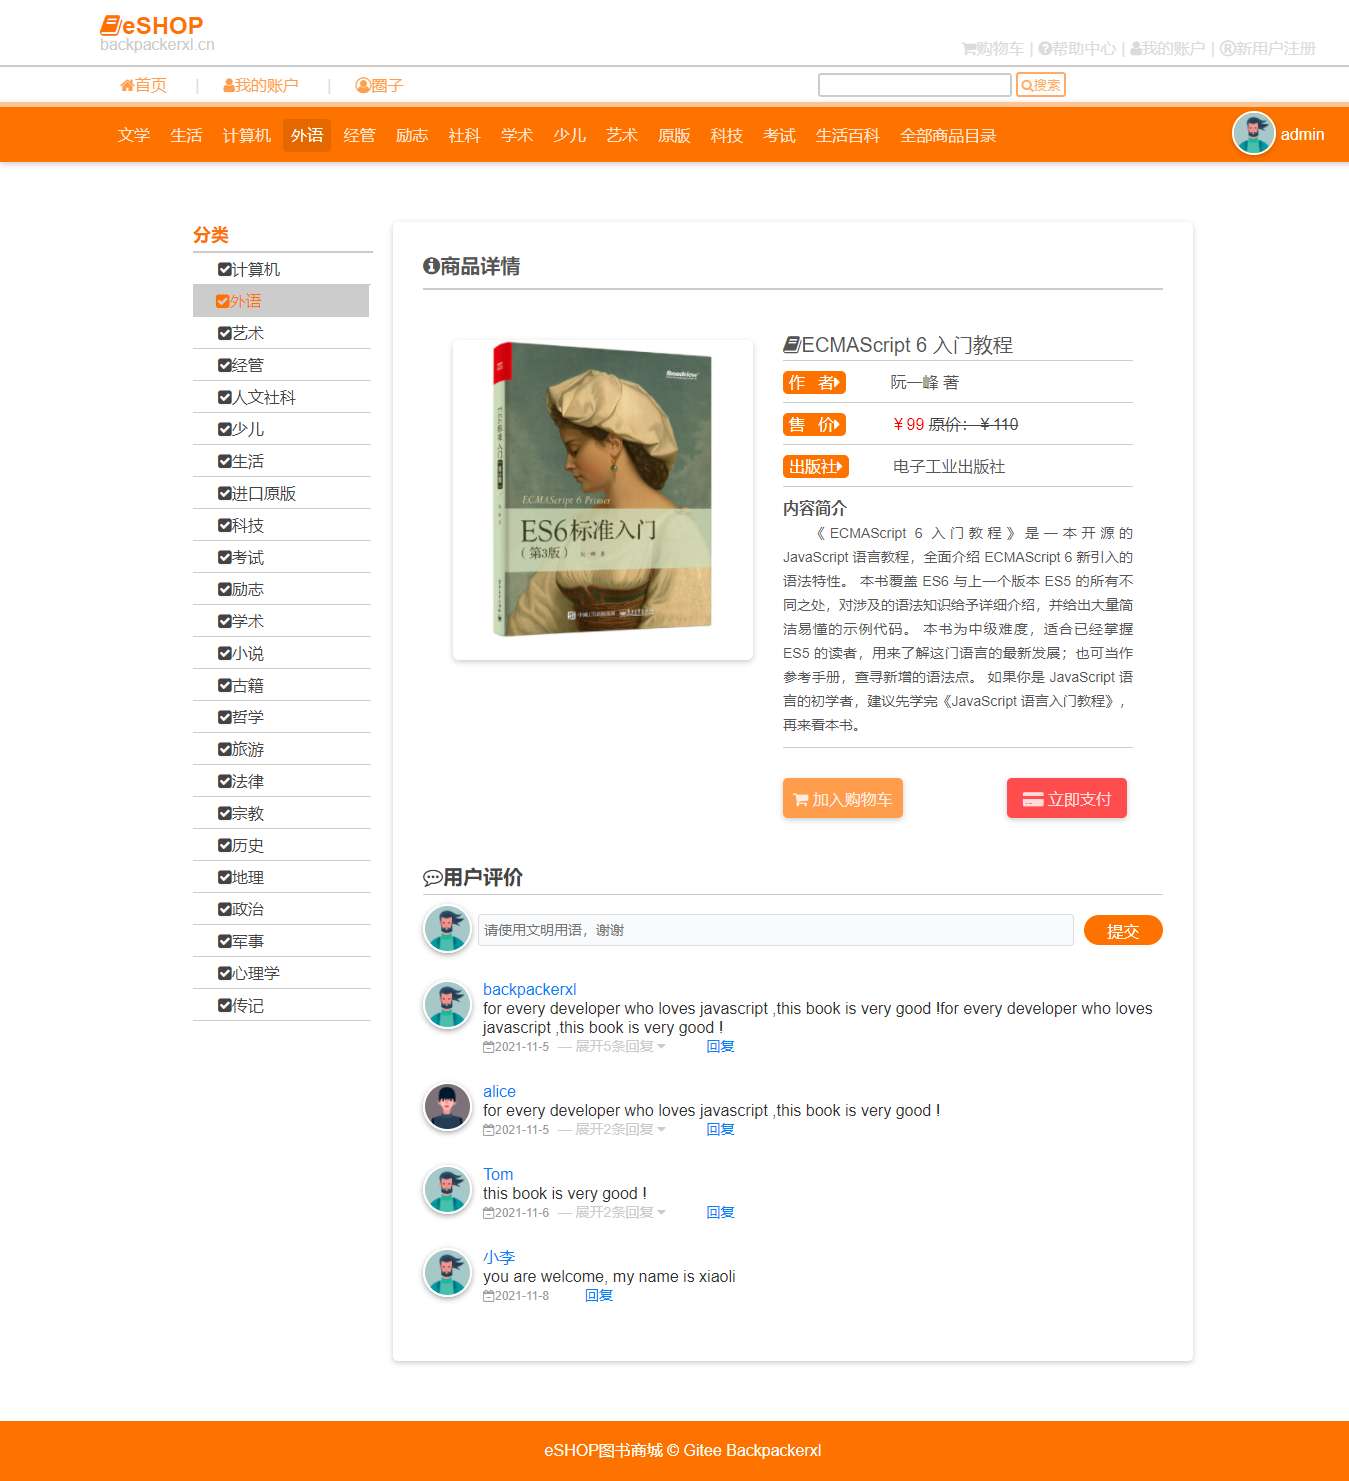 eSHOP
backpackerxl.cn
购物车 | 帮助中心 | 我的账户 | ®新用户注册
首页 | 我的账户 | 圈子 搜索
文学 生活 计算机 外语 经管 励志 社科 学术 少儿 艺术 原版 科技 考试 生活百科 全部商品目录 admin
分类
计算机
外语
艺术
经管
人文社科
少儿
生活
进口原版
科技
考试
励志
学术
小说
古籍
哲学
旅游
法律
宗教
历史
地理
政治
军事
心理学
传记
商品详情
Broadview
ECMAScript 6 Primer
ES6标准入门
（第3版）
ECMAScript 6 入门教程
作 者 阮一峰 著
售 价 ¥ 99 原价：¥ 110
出版社 电子工业出版社
内容简介
《ECMAScript 6 入门教程》是一本开源的
JavaScript 语言教程，全面介绍 ECMAScript 6 新引入的
语法特性。 本书覆盖 ES6 与上一个版本 ES5 的所有不
同之处，对涉及的语法知识给予详细介绍，并给出大量简
洁易懂的示例代码。 本书为中级难度，适合已经掌握
ES5 的读者，用来了解这门语言的最新发展；也可当作
参考手册，查寻新增的语法点。 如果你是 JavaScript 语
言的初学者，建议先学完《JavaScript 语言入门教程》，
再来看本书。
加入购物车 立即支付
用户评价
请使用文明用语，谢谢 提交
backpackerxl
for every developer who loves javascript ,this book is very good !for every developer who loves
javascript ,this book is very good !
2021-11-5 — 展开5条回复 回复
alice
for every developer who loves javascript ,this book is very good !
2021-11-5 — 展开2条回复 回复
Tom
this book is very good !
2021-11-6 — 展开2条回复 回复
小李
you are welcome, my name is xiaoli
2021-11-8 回复
eSHOP图书商城 © Gitee Backpackerxl